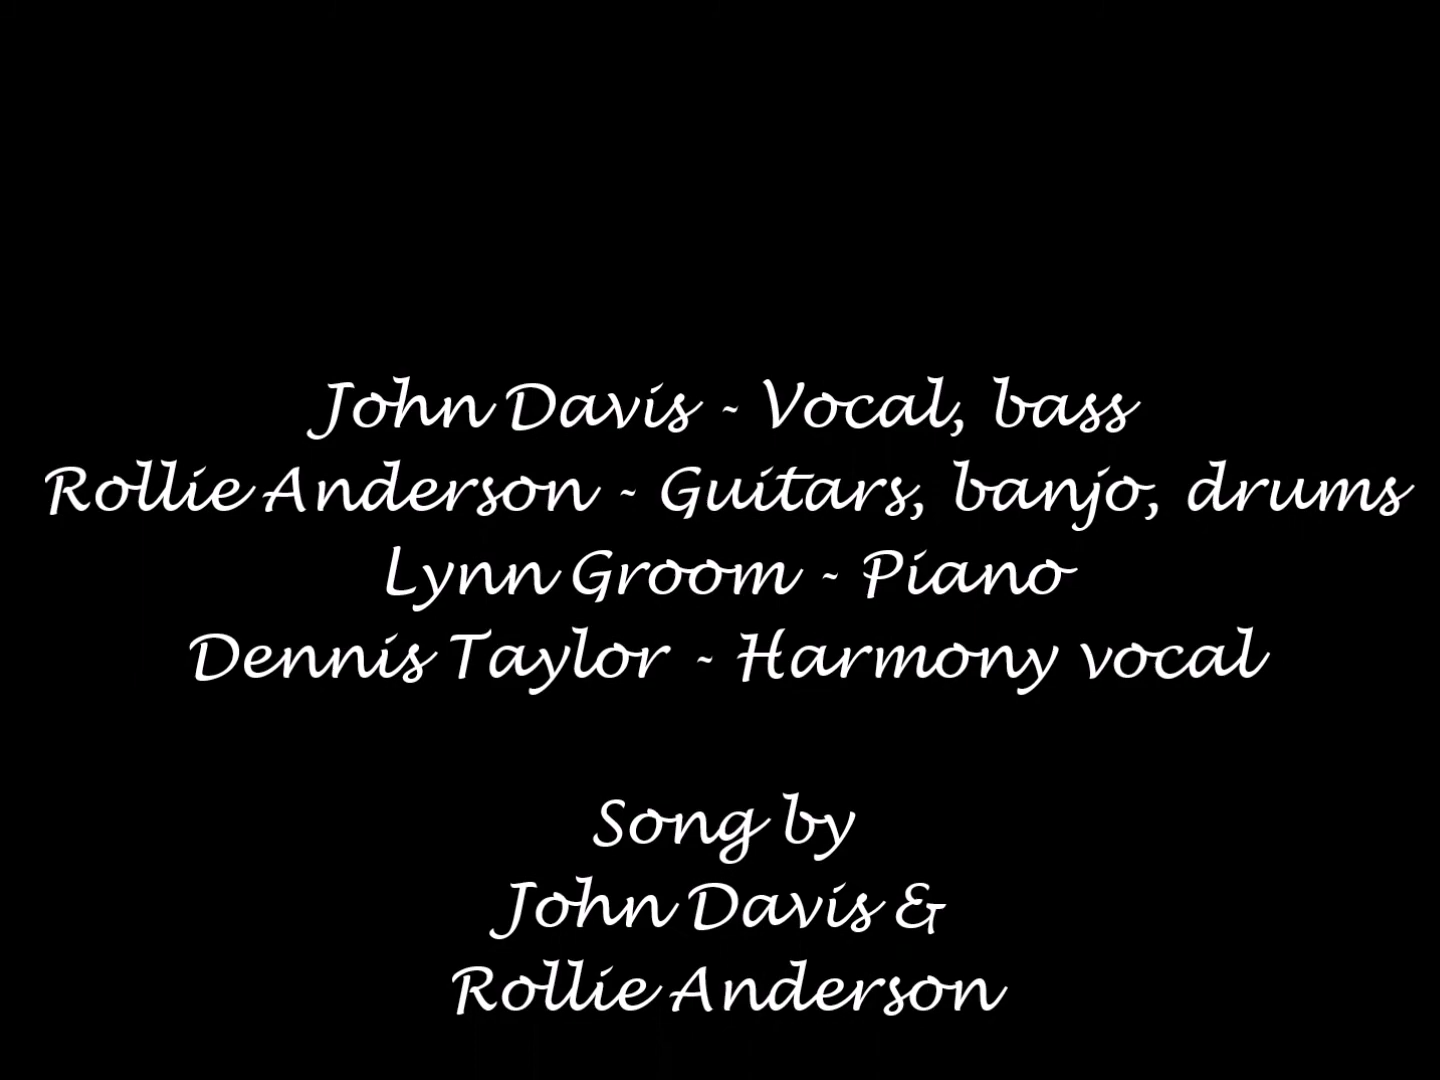 John Davis - Vocal, bass
Rollie Anderson - Guitars, banjo, drums
Lynn Groom - Piano
Dennis Taylor - Harmony vocal
Song by
John Davis &
Rollie Anderson